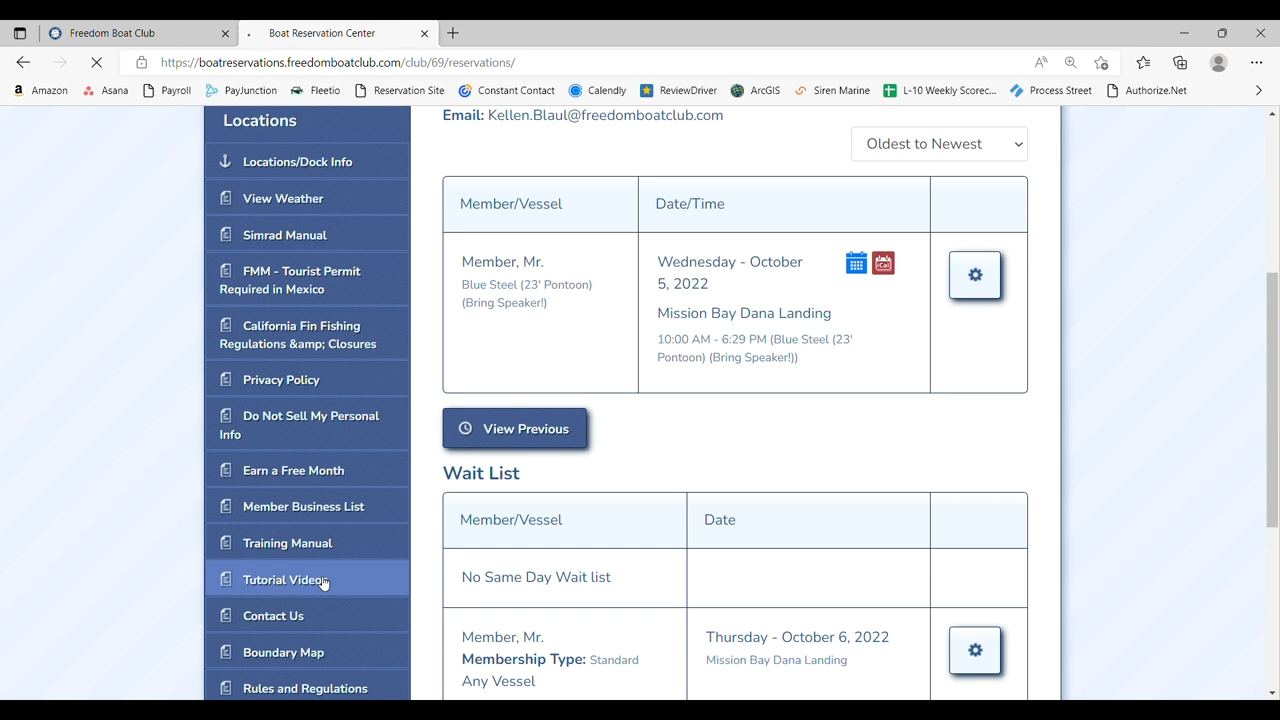 Freedom Boat Club
Boat Reservation Center
https://boatreservations.freedomboatclub.com/club/69/reservations/
Amazon
Asana
Payroll
PayJunction
Fleetio
Reservation Site
Constant Contact
Calendly
ReviewDriver
ArcGIS
Siren Marine
L-10 Weekly Scorec...
Process Street
Authorize.Net
Locations
Locations/Dock Info
View Weather
Simrad Manual
FMM - Tourist Permit
Required in Mexico
California Fin Fishing
Regulations &amp; Closures
Privacy Policy
Do Not Sell My Personal
Info
Earn a Free Month
Member Business List
Training Manual
Tutorial Video
Contact Us
Boundary Map
Rules and Regulations
Email: Kellen.Blaul@freedomboatclub.com
Oldest to Newest
Member/Vessel
Date/Time
Member, Mr.
Blue Steel (23' Pontoon)
(Bring Speaker!)
Wednesday - October
5, 2022
iCal
Mission Bay Dana Landing
10:00 AM - 6:29 PM (Blue Steel (23'
Pontoon) (Bring Speaker!))
View Previous
Wait List
Member/Vessel
Date
No Same Day Wait list
Member, Mr.
Membership Type: Standard
Any Vessel
Thursday - October 6, 2022
Mission Bay Dana Landing